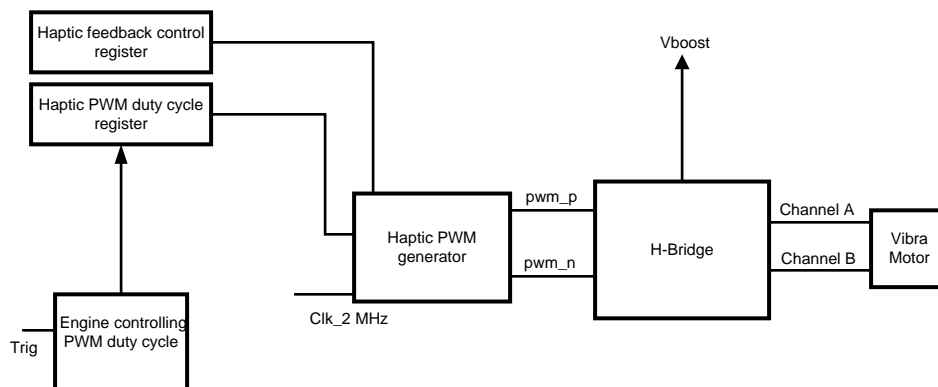 Haptic feedback control
register
Vboost
Haptic PWM duty cycle
register
pwm_p
Channel A
Haptic PWM
generator
H-Bridge
Vibra
Motor
pwm_n
Channel B
Clk_2 MHz
Engine controlling
PWM duty cycle
Trig